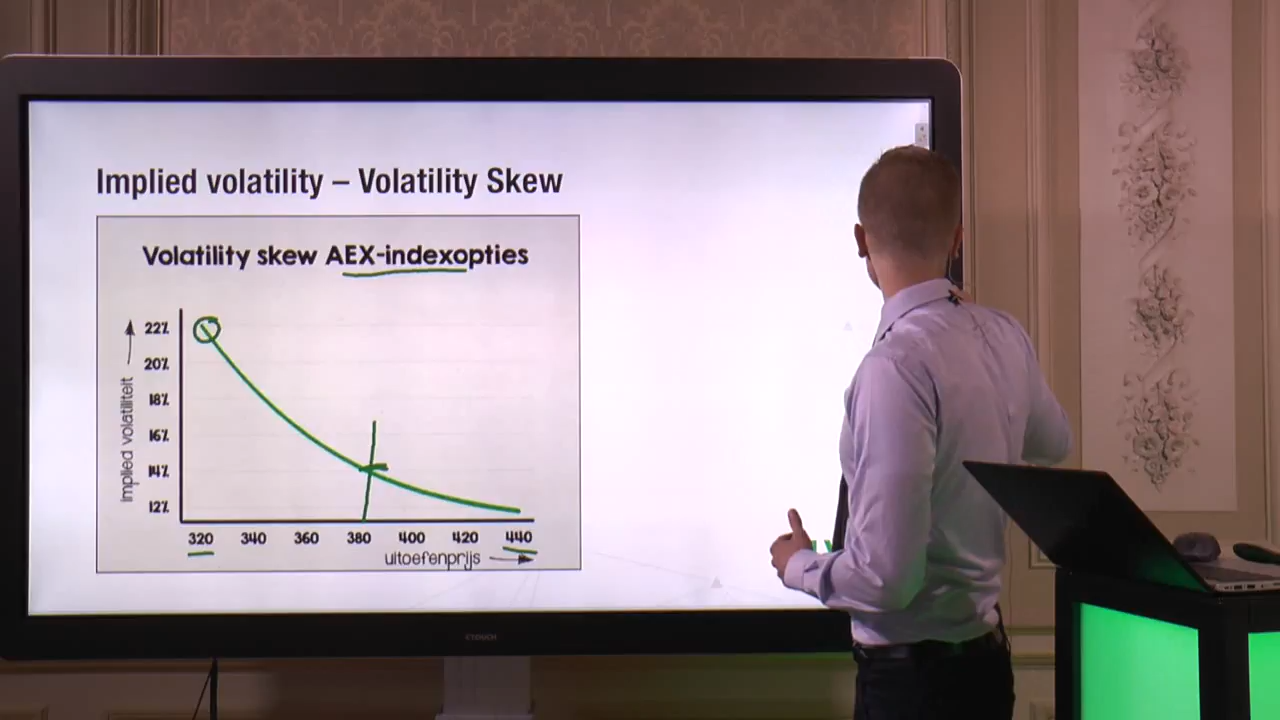 Implied volatility – Volatility Skew
Volatility skew AEX-indexopties
implied volatiliteit
22%
20%
18%
16%
14%
12%
320 340 360 380 400 420 440
uitoefenprijs
CTOUCH